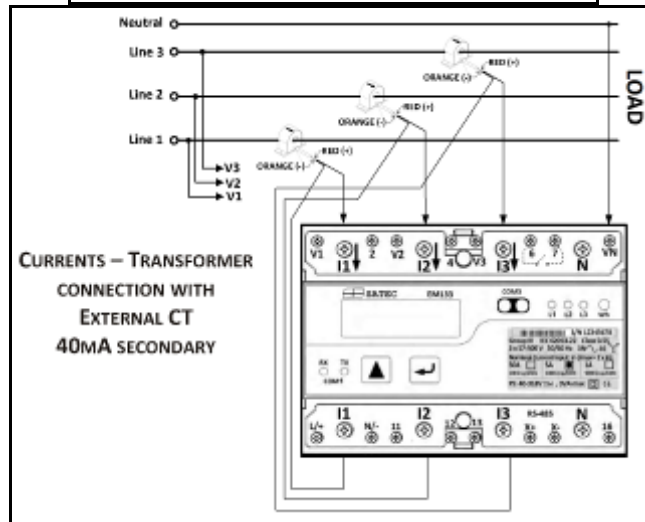 Neutral
Line 3
RED (+)
ORANGE (-)
Line 2
RED (+)
ORANGE (-)
Line 1
RED (+)
ORANGE (-)
LOAD
V3
V2
V1
CURRENTS – TRANSFORMER
CONNECTION WITH
EXTERNAL CT
40MA SECONDARY
V1 I1 2 V2 I2 4 V3 I3 6 7 N VN
SATEC EM133 COM3
L1 L2 L3 Wh
RX TX
COM1
I1 I2 I3 RS-485 N
L/+ N/- 11 12 13 X+ X- 16